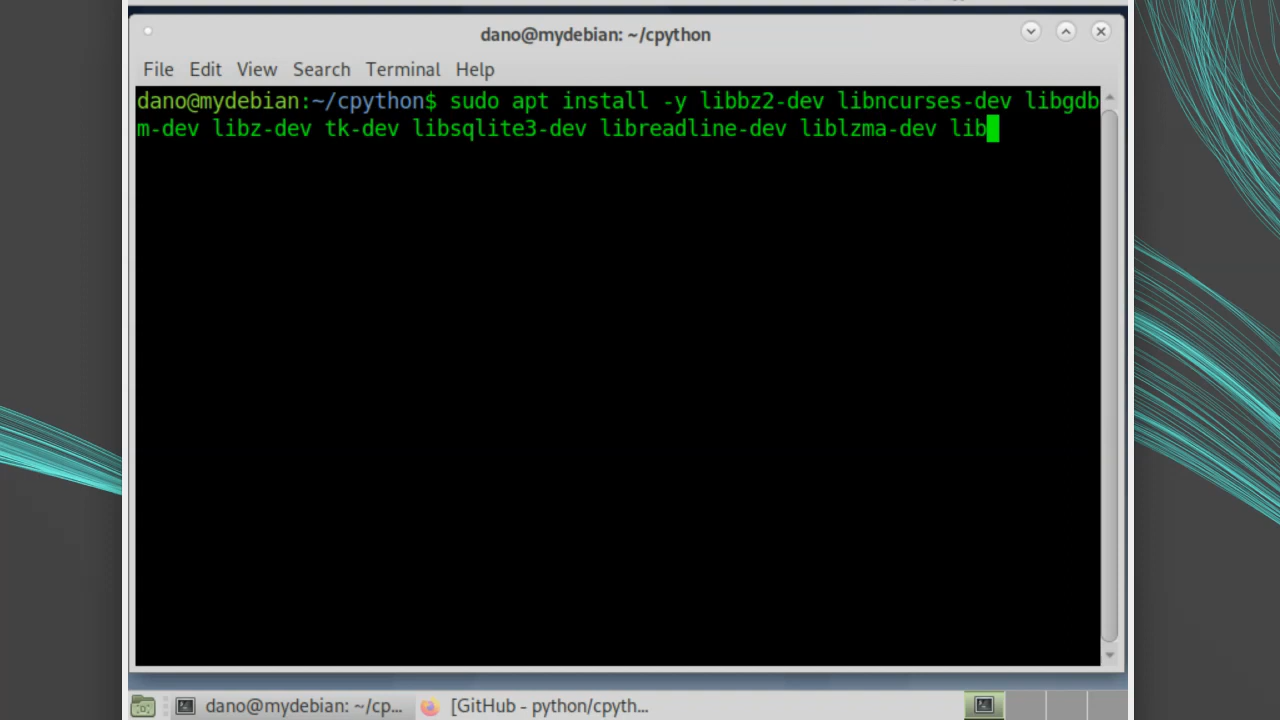 dano@mydebian: ~/cpython
File Edit View Search Terminal Help
dano@mydebian:~/cpython$ sudo apt install -y libbz2-dev libncurses-dev libgdb
m-dev libz-dev tk-dev libsqlite3-dev libreadline-dev liblzma-dev lib
dano@mydebian: ~/cp... [GitHub - python/cpyth...